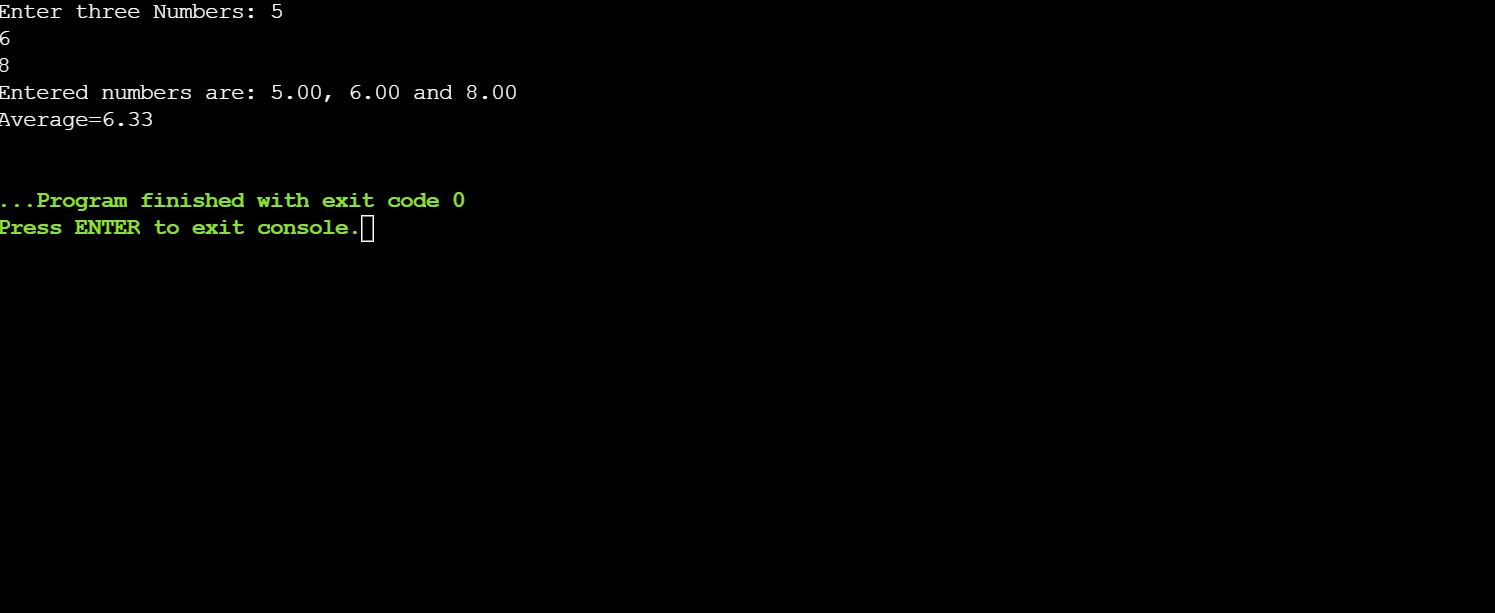 Enter three Numbers: 5
6
8
Entered numbers are: 5.00, 6.00 and 8.00
Average=6.33
...Program finished with exit code 0
Press ENTER to exit console.